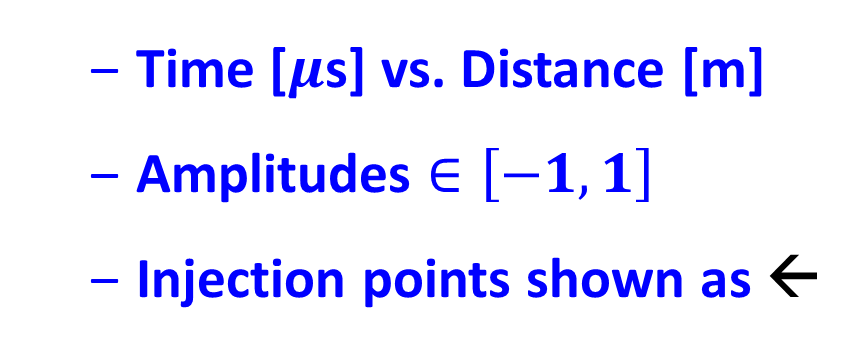 – Time [μs] vs. Distance [m]
– Amplitudes ∈ [−1, 1]
– Injection points shown as ←